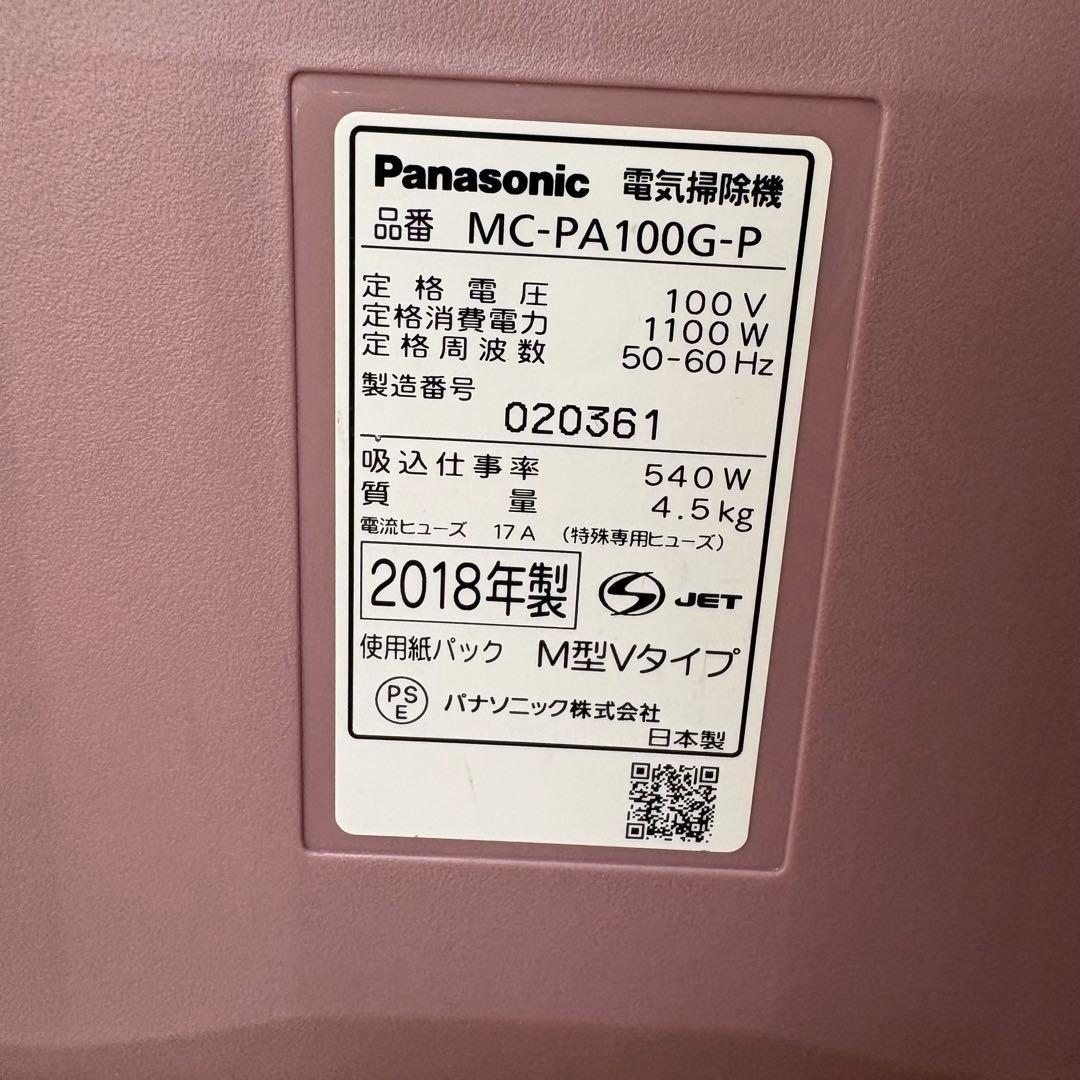 Panasonic 電気掃除機
品番 MC-PA100G-P
定格電圧 100V
定格消費電力 1100W
定格周波数 50-60Hz
製造番号
020361
吸込仕事率 540W
質量 4.5kg
電流ヒューズ 17A (特殊専用ヒューズ)
2018年製 S JET
使用紙パック M型Vタイプ
PS
E
パナソニック株式会社
日本製